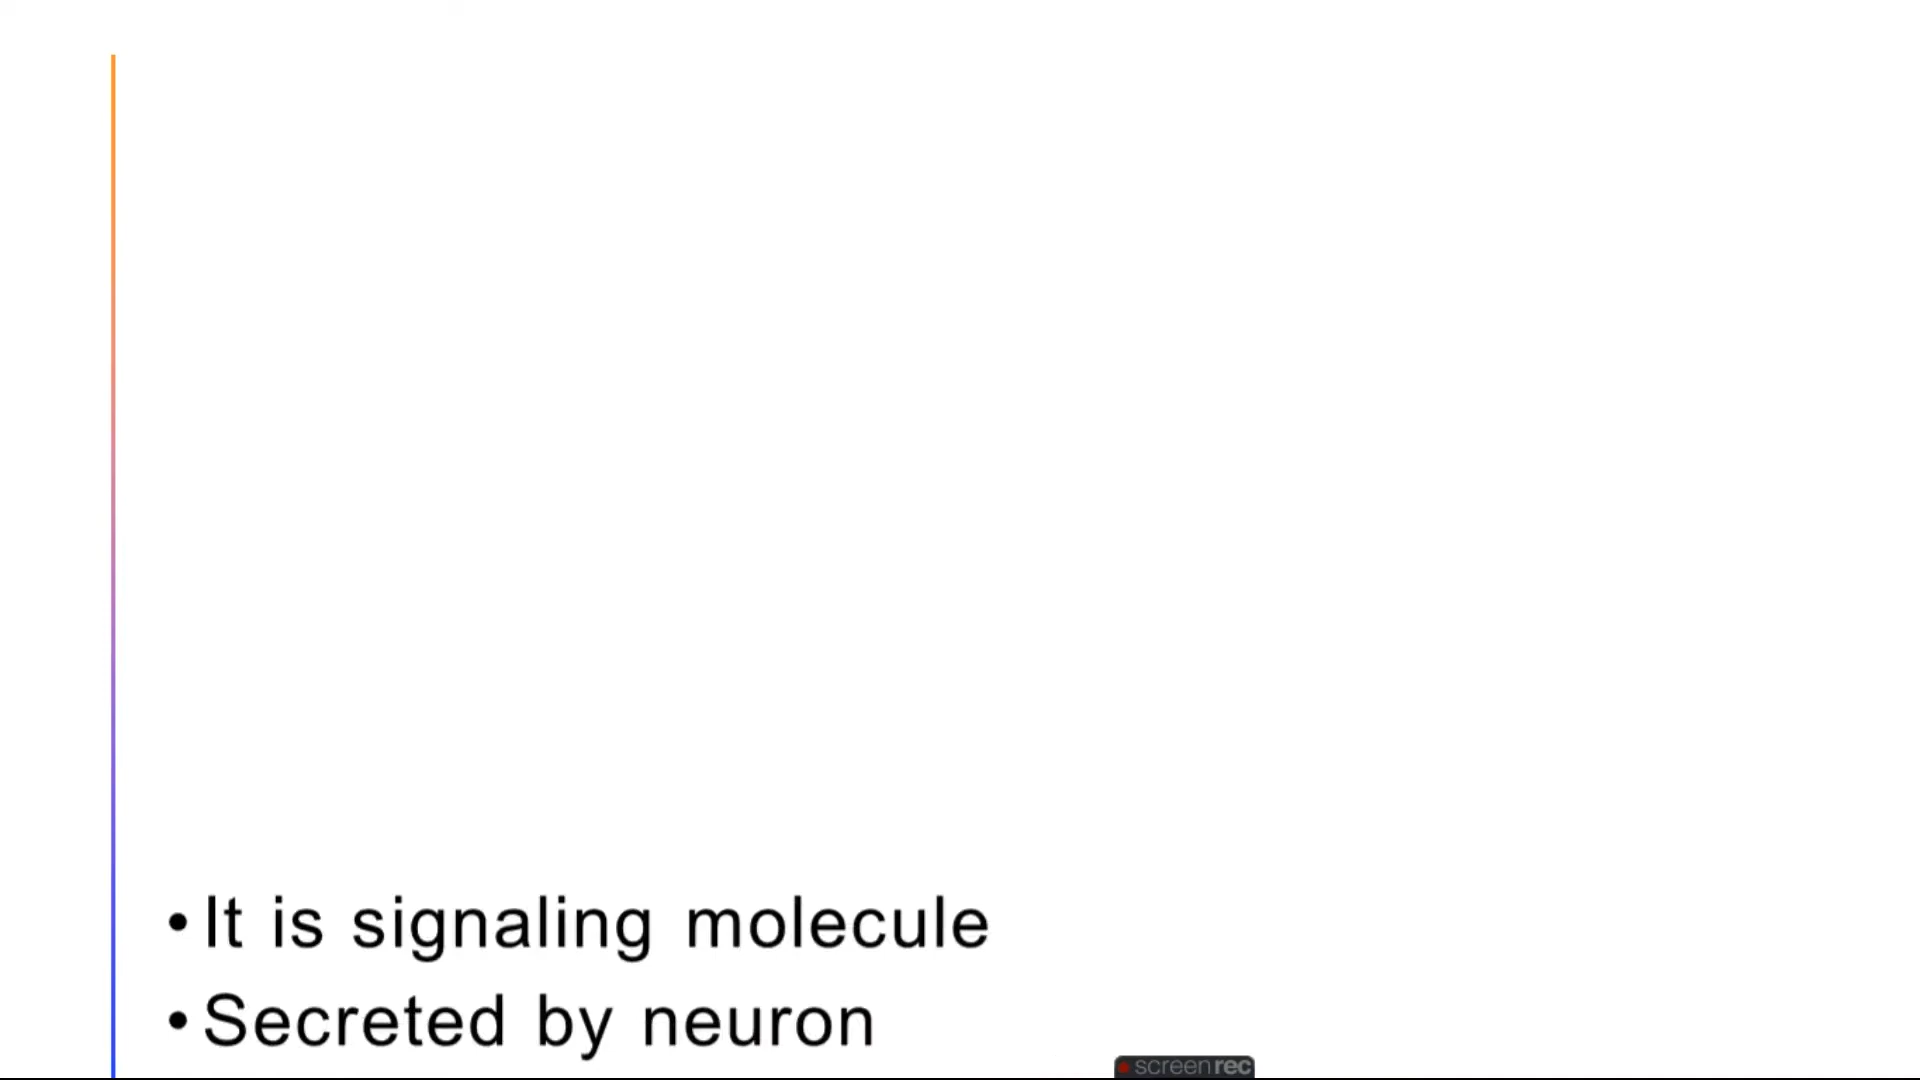 • It is signaling molecule
• Secreted by neuron
screenrec